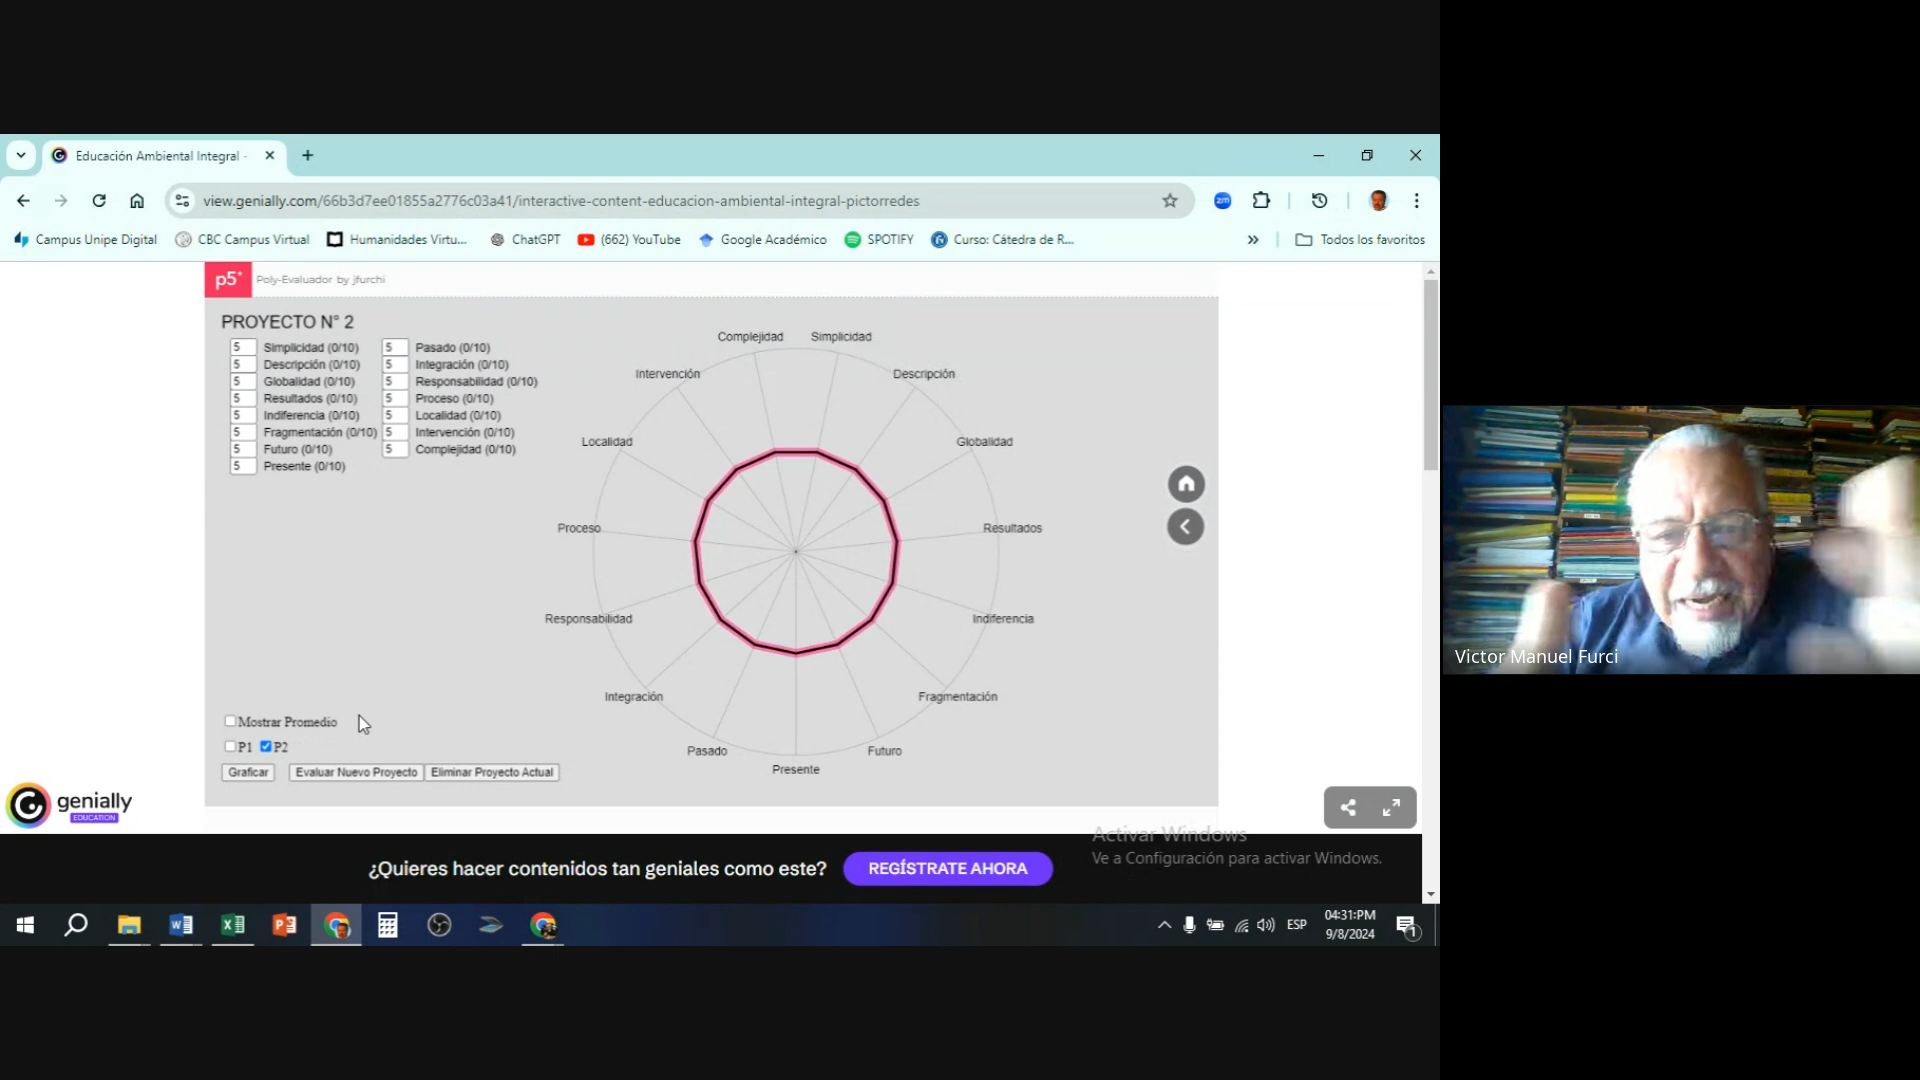 Educación Ambiental Integral -
view.genially.com/66b3d7ee01855a2776c03a41/interactive-content-educacion-ambiental-integral-pictorredes
zm
Campus Unipe Digital
CBC Campus Virtual
Humanidades Virtu...
ChatGPT
(662) YouTube
Google Académico
SPOTIFY
Curso: Cátedra de R...
»
Todos los favoritos
p5* Poly-Evaluador by jfurchi
PROYECTO N° 2
5 Simplicidad (0/10) 5 Pasado (0/10)
5 Descripción (0/10) 5 Integración (0/10)
5 Globalidad (0/10) 5 Responsabilidad (0/10)
5 Resultados (0/10) 5 Proceso (0/10)
5 Indiferencia (0/10) 5 Localidad (0/10)
5 Fragmentación (0/10) 5 Intervención (0/10)
5 Futuro (0/10) 5 Complejidad (0/10)
5 Presente (0/10)
Complejidad
Simplicidad
Intervención
Descripción
Localidad
Globalidad
Proceso
Resultados
Responsabilidad
Indiferencia
Integración
Fragmentación
Pasado
Futuro
Presente
Mostrar Promedio
P1 P2
Graficar
Evaluar Nuevo Proyecto
Eliminar Proyecto Actual
genially
EDUCATION
Activar Windows
Ve a Configuración para activar Windows.
¿Quieres hacer contenidos tan geniales como este?
REGÍSTRATE AHORA
ESP
04:31:PM
9/8/2024
1
Victor Manuel Furci